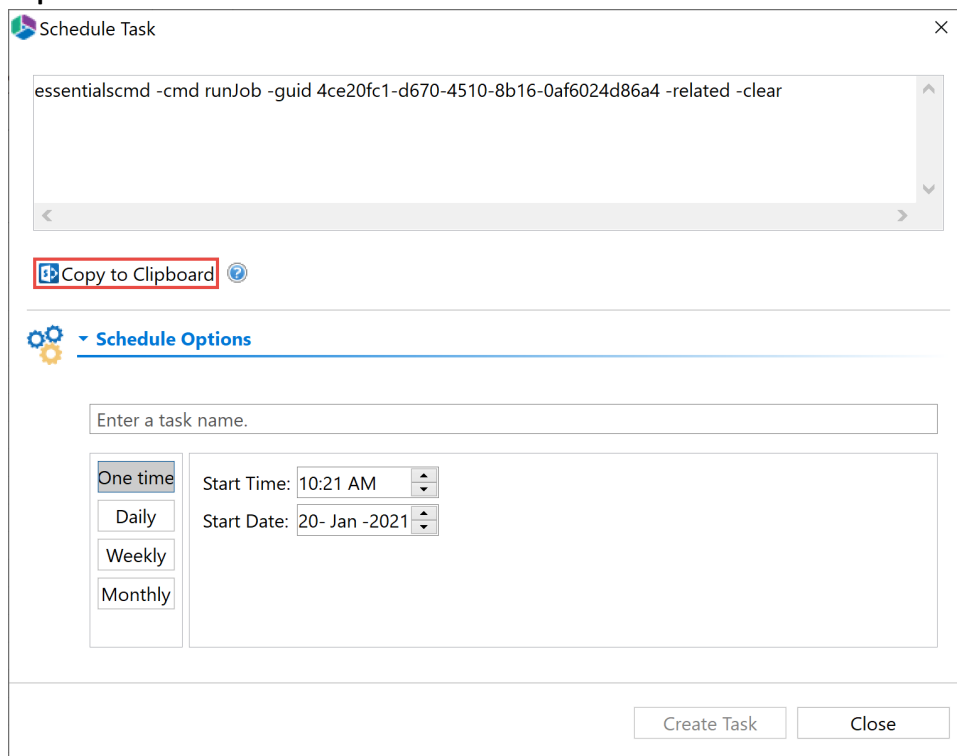 Schedule Task
essentialscmd -cmd runJob -guid 4ce20fc1-d670-4510-8b16-0af6024d86a4 -related -clear
Copy to Clipboard
Schedule Options
Enter a task name.
One time
Start Time: 10:21 AM
Daily
Start Date: 20- Jan -2021
Weekly
Monthly
Create Task
Close